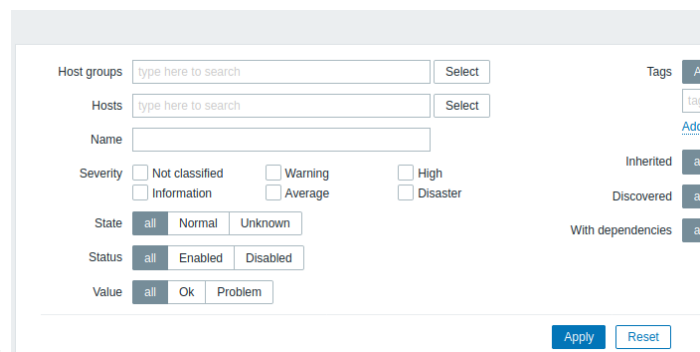 Host groups type here to search Select Tags
Hosts type here to search Select
Name Add
Severity Not classified Warning High Inherited
Information Average Disaster Discovered
State all Normal Unknown With dependencies
Status all Enabled Disabled
Value all Ok Problem
Apply Reset